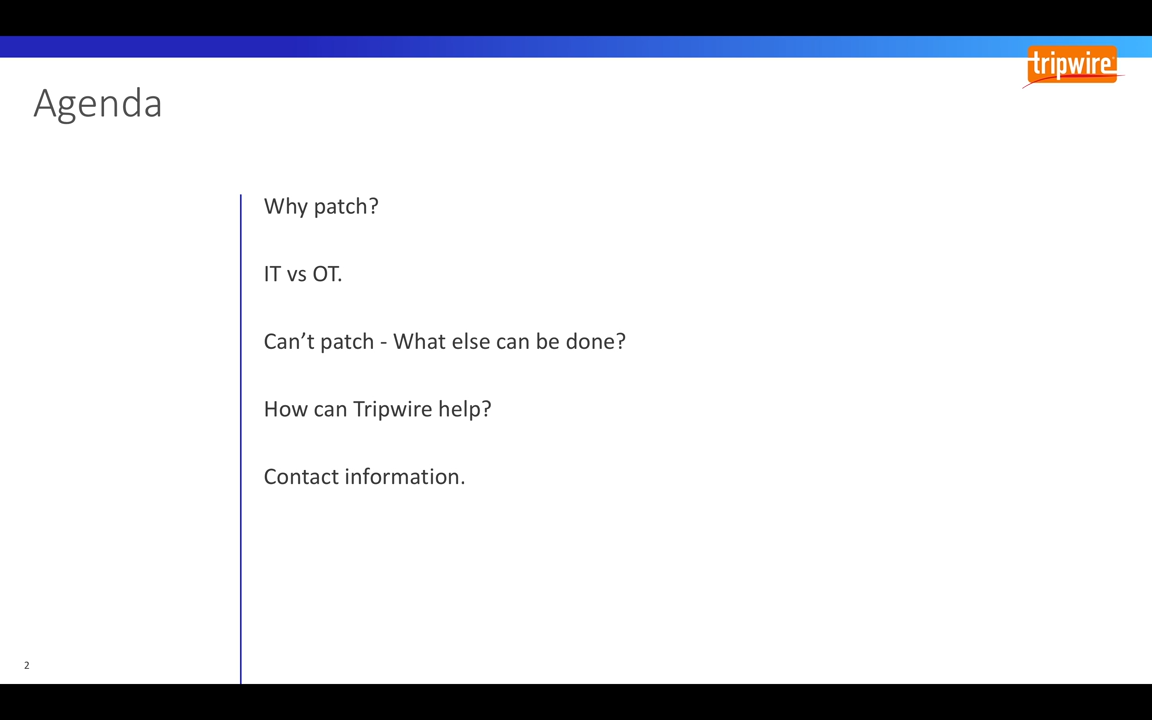 tripwire
Agenda
Why patch?
IT vs OT.
Can’t patch - What else can be done?
How can Tripwire help?
Contact information.
2